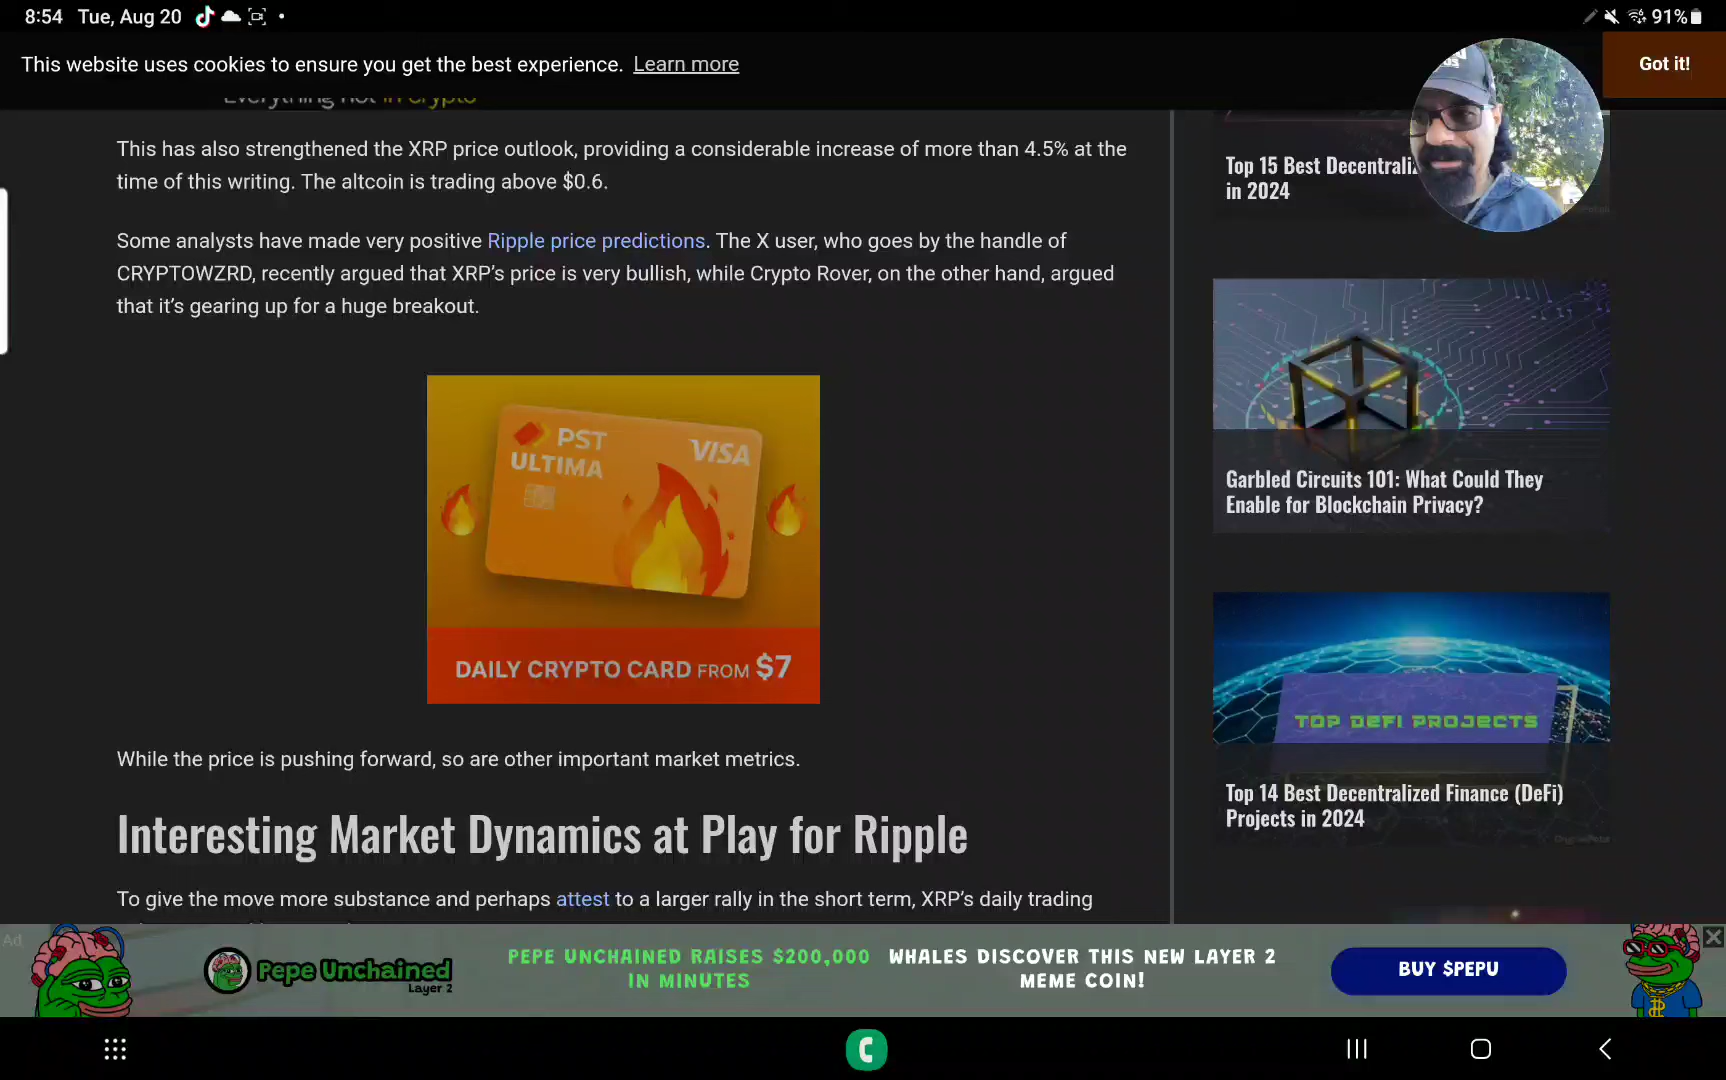 8:54 Tue, Aug 20
91%
This website uses cookies to ensure you get the best experience. Learn more
Got it!
Everything not in Crypto
This has also strengthened the XRP price outlook, providing a considerable increase of more than 4.5% at the
time of this writing. The altcoin is trading above $0.6.
Some analysts have made very positive Ripple price predictions. The X user, who goes by the handle of
CRYPTOWZRD, recently argued that XRP's price is very bullish, while Crypto Rover, on the other hand, argued
that it's gearing up for a huge breakout.
PST
ULTIMA
VISA
DAILY CRYPTO CARD FROM $7
While the price is pushing forward, so are other important market metrics.
Interesting Market Dynamics at Play for Ripple
To give the move more substance and perhaps attest to a larger rally in the short term, XRP's daily trading
Top 15 Best
in 2024
Garbled Circuits 101: What Could They
Enable for Blockchain Privacy?
TOP DEFI PROJECTS
Top 14 Best Decentralized Finance (DeFi)
Projects in 2024
Ad
Pepe Unchained
Layer 2
PEPE UNCHAINED RAISES $200,000
IN MINUTES
WHALES DISCOVER THIS NEW LAYER 2
MEME COIN!
BUY $PEPU